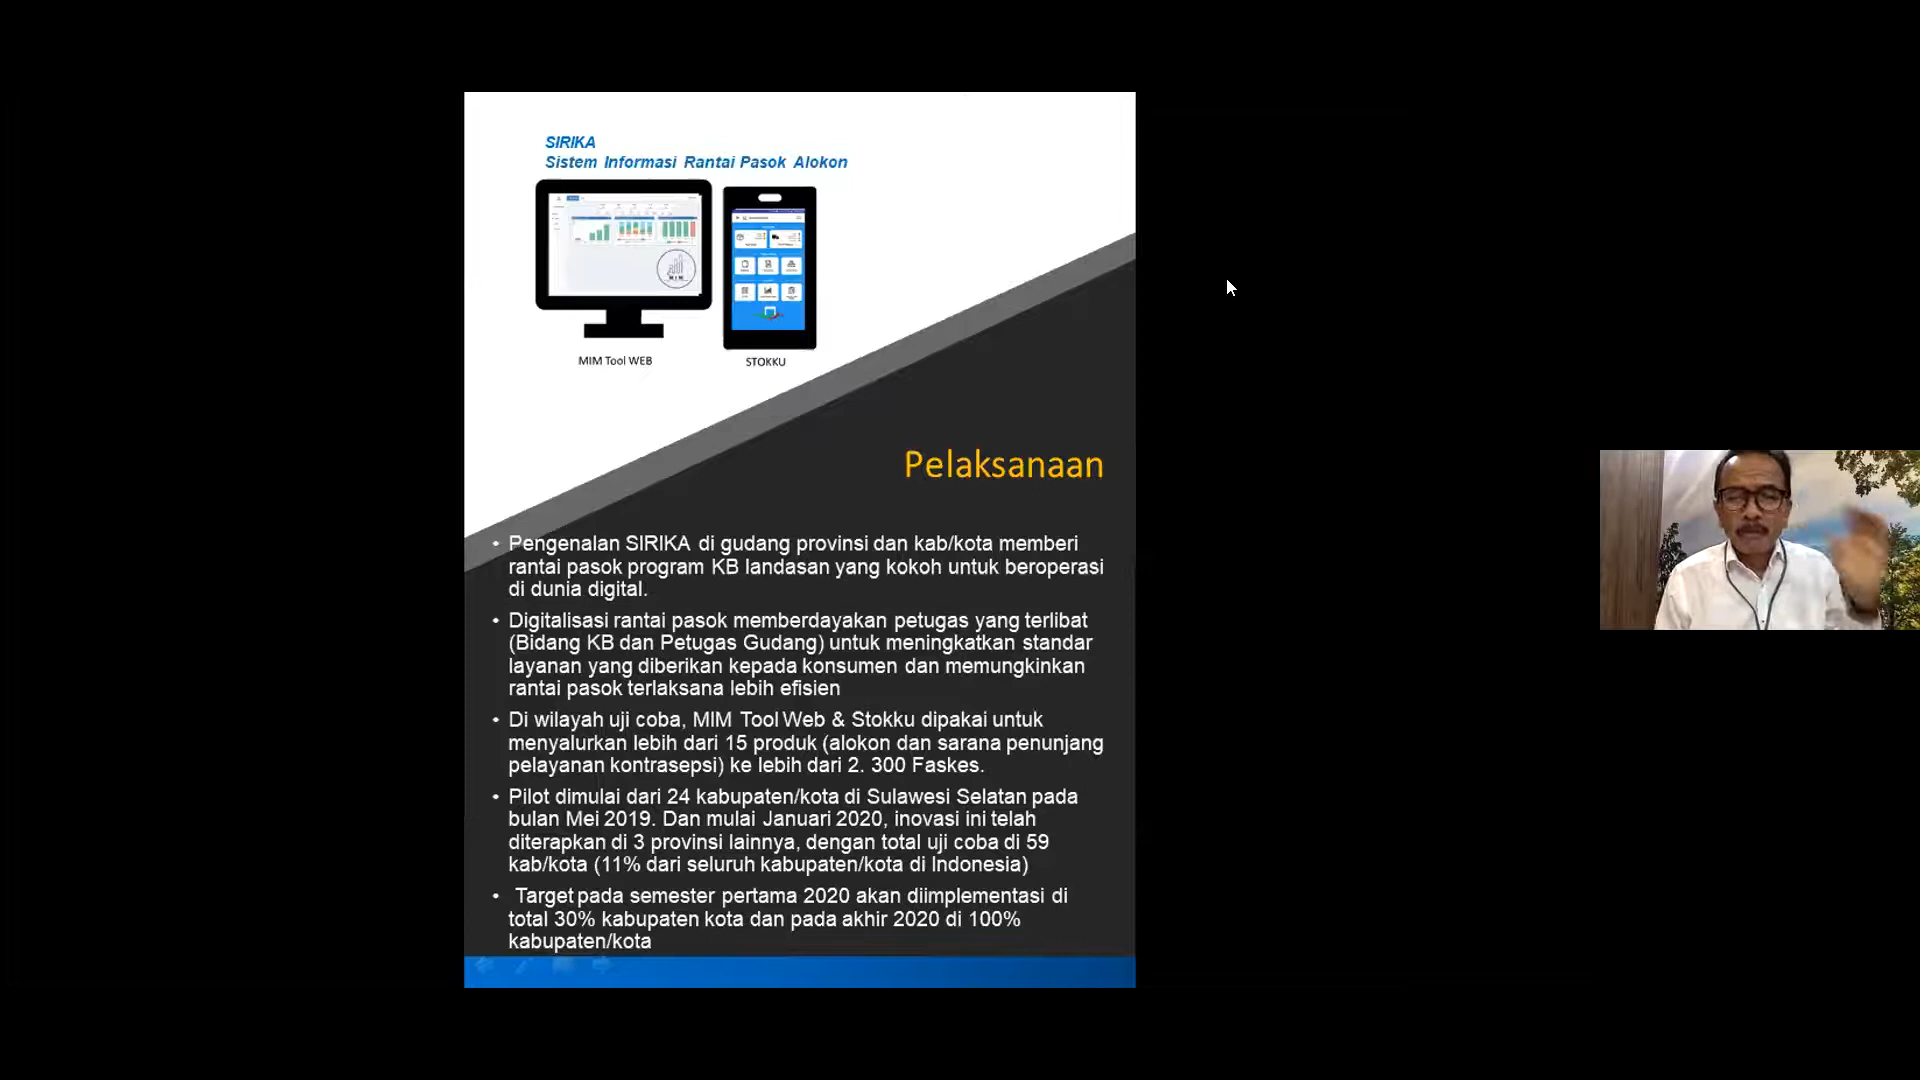 SIRIKA
Sistem Informasi Rantai Pasok Alokon
MIM Tool WEB
STOKKU
Pelaksanaan
• Pengenalan SIRIKA di gudang provinsi dan kab/kota memberi
rantai pasok program KB landasan yang kokoh untuk beroperasi
di dunia digital.
• Digitalisasi rantai pasok memberdayakan petugas yang terlibat
(Bidang KB dan Petugas Gudang) untuk meningkatkan standar
layanan yang diberikan kepada konsumen dan memungkinkan
rantai pasok terlaksana lebih efisien
• Di wilayah uji coba, MIM Tool Web & Stokku dipakai untuk
menyalurkan lebih dari 15 produk (alokon dan sarana penunjang
pelayanan kontrasepsi) ke lebih dari 2. 300 Faskes.
• Pilot dimulai dari 24 kabupaten/kota di Sulawesi Selatan pada
bulan Mei 2019. Dan mulai Januari 2020, inovasi ini telah
diterapkan di 3 provinsi lainnya, dengan total uji coba di 59
kab/kota (11% dari seluruh kabupaten/kota di Indonesia)
• Target pada semester pertama 2020 akan diimplementasi di
total 30% kabupaten kota dan pada akhir 2020 di 100%
kabupaten/kota